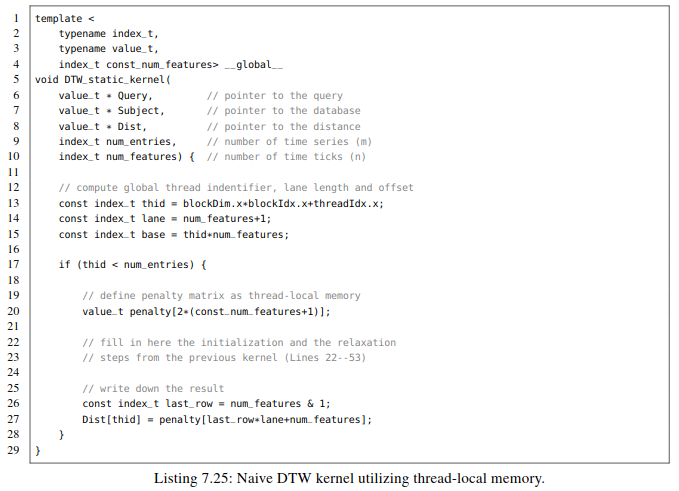 1 template <
2 typename index_t,
3 typename value_t,
4 index_t const_num_features> __global__
5 void DTW_static_kernel(
6 value_t * Query, // pointer to the query
7 value_t * Subject, // pointer to the database
8 value_t * Dist, // pointer to the distance
9 index_t num_entries, // number of time series (m)
10 index_t num_features) { // number of time ticks (n)
11
12 // compute global thread indentifier, lane length and offset
13 const index_t thid = blockDim.x*blockIdx.x+threadIdx.x;
14 const index_t lane = num_features+1;
15 const index_t base = thid*num_features;
16
17 if (thid < num_entries) {
18
19 // define penalty matrix as thread-local memory
20 value_t penalty[2*(const_num_features+1)];
21
22 // fill in here the initialization and the relaxation
23 // steps from the previous kernel (Lines 22--53)
24
25 // write down the result
26 const index_t last_row = num_features & 1;
27 Dist[thid] = penalty[last_row*lane+num_features];
28 }
29 }
Listing 7.25: Naive DTW kernel utilizing thread-local memory.